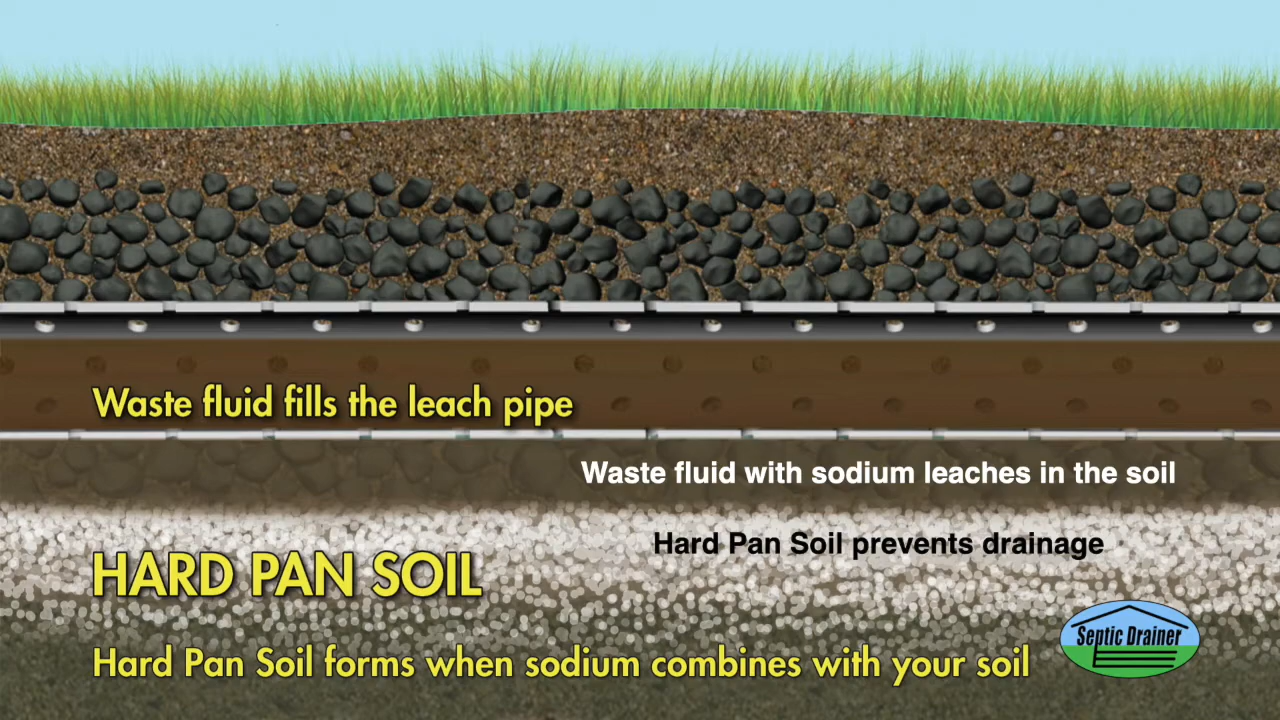 Waste fluid fills the leach pipe
Waste fluid with sodium leaches in the soil
Hard Pan Soil prevents drainage
HARD PAN SOIL
Septic Drainer
Hard Pan Soil forms when sodium combines with your soil